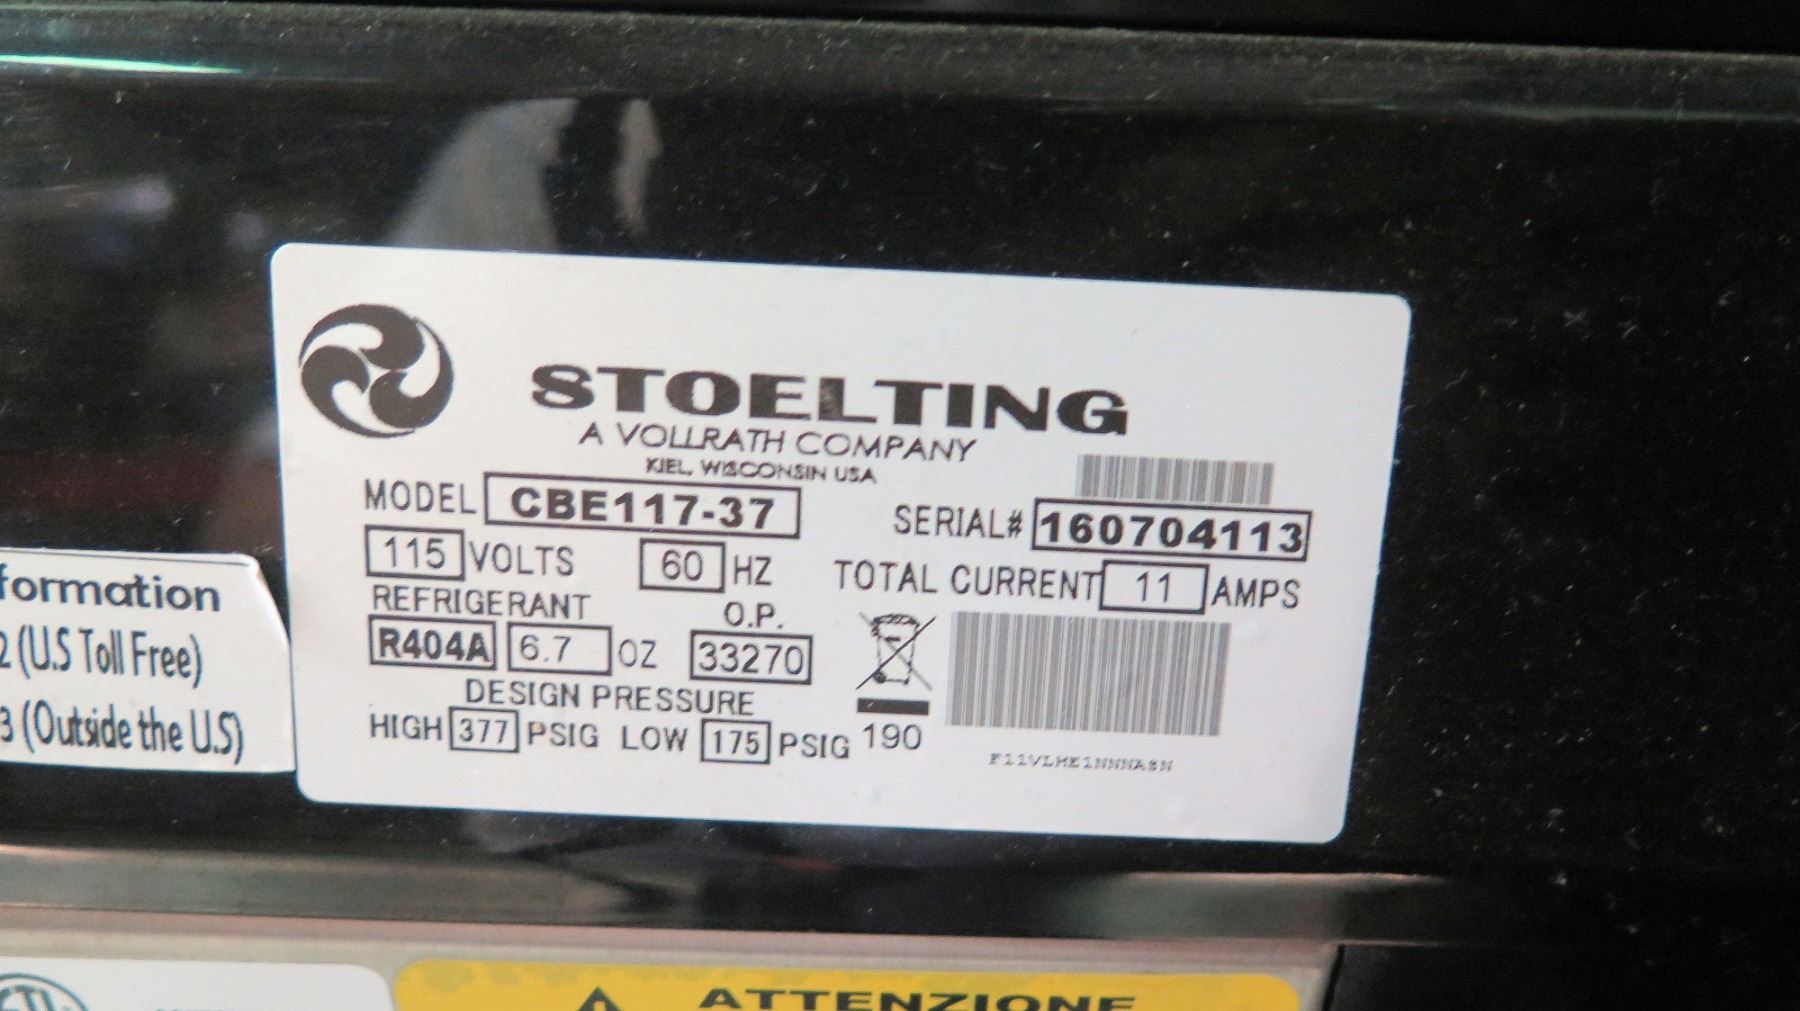 STOELTING
A VOLLRATH COMPANY
KIEL, WISCONSIN USA
MODEL CBE117-37
SERIAL# 160704113
115 VOLTS 60 HZ TOTAL CURRENT 11 AMPS
REFRIGERANT O.P.
R404A 6.7 OZ 33270
DESIGN PRESSURE
HIGH 377 PSIG LOW 175 PSIG 190
F11VLHE1NNNASN
formation
2 (U.S Toll Free)
3 (Outside the U.S)
ATTENZIONE